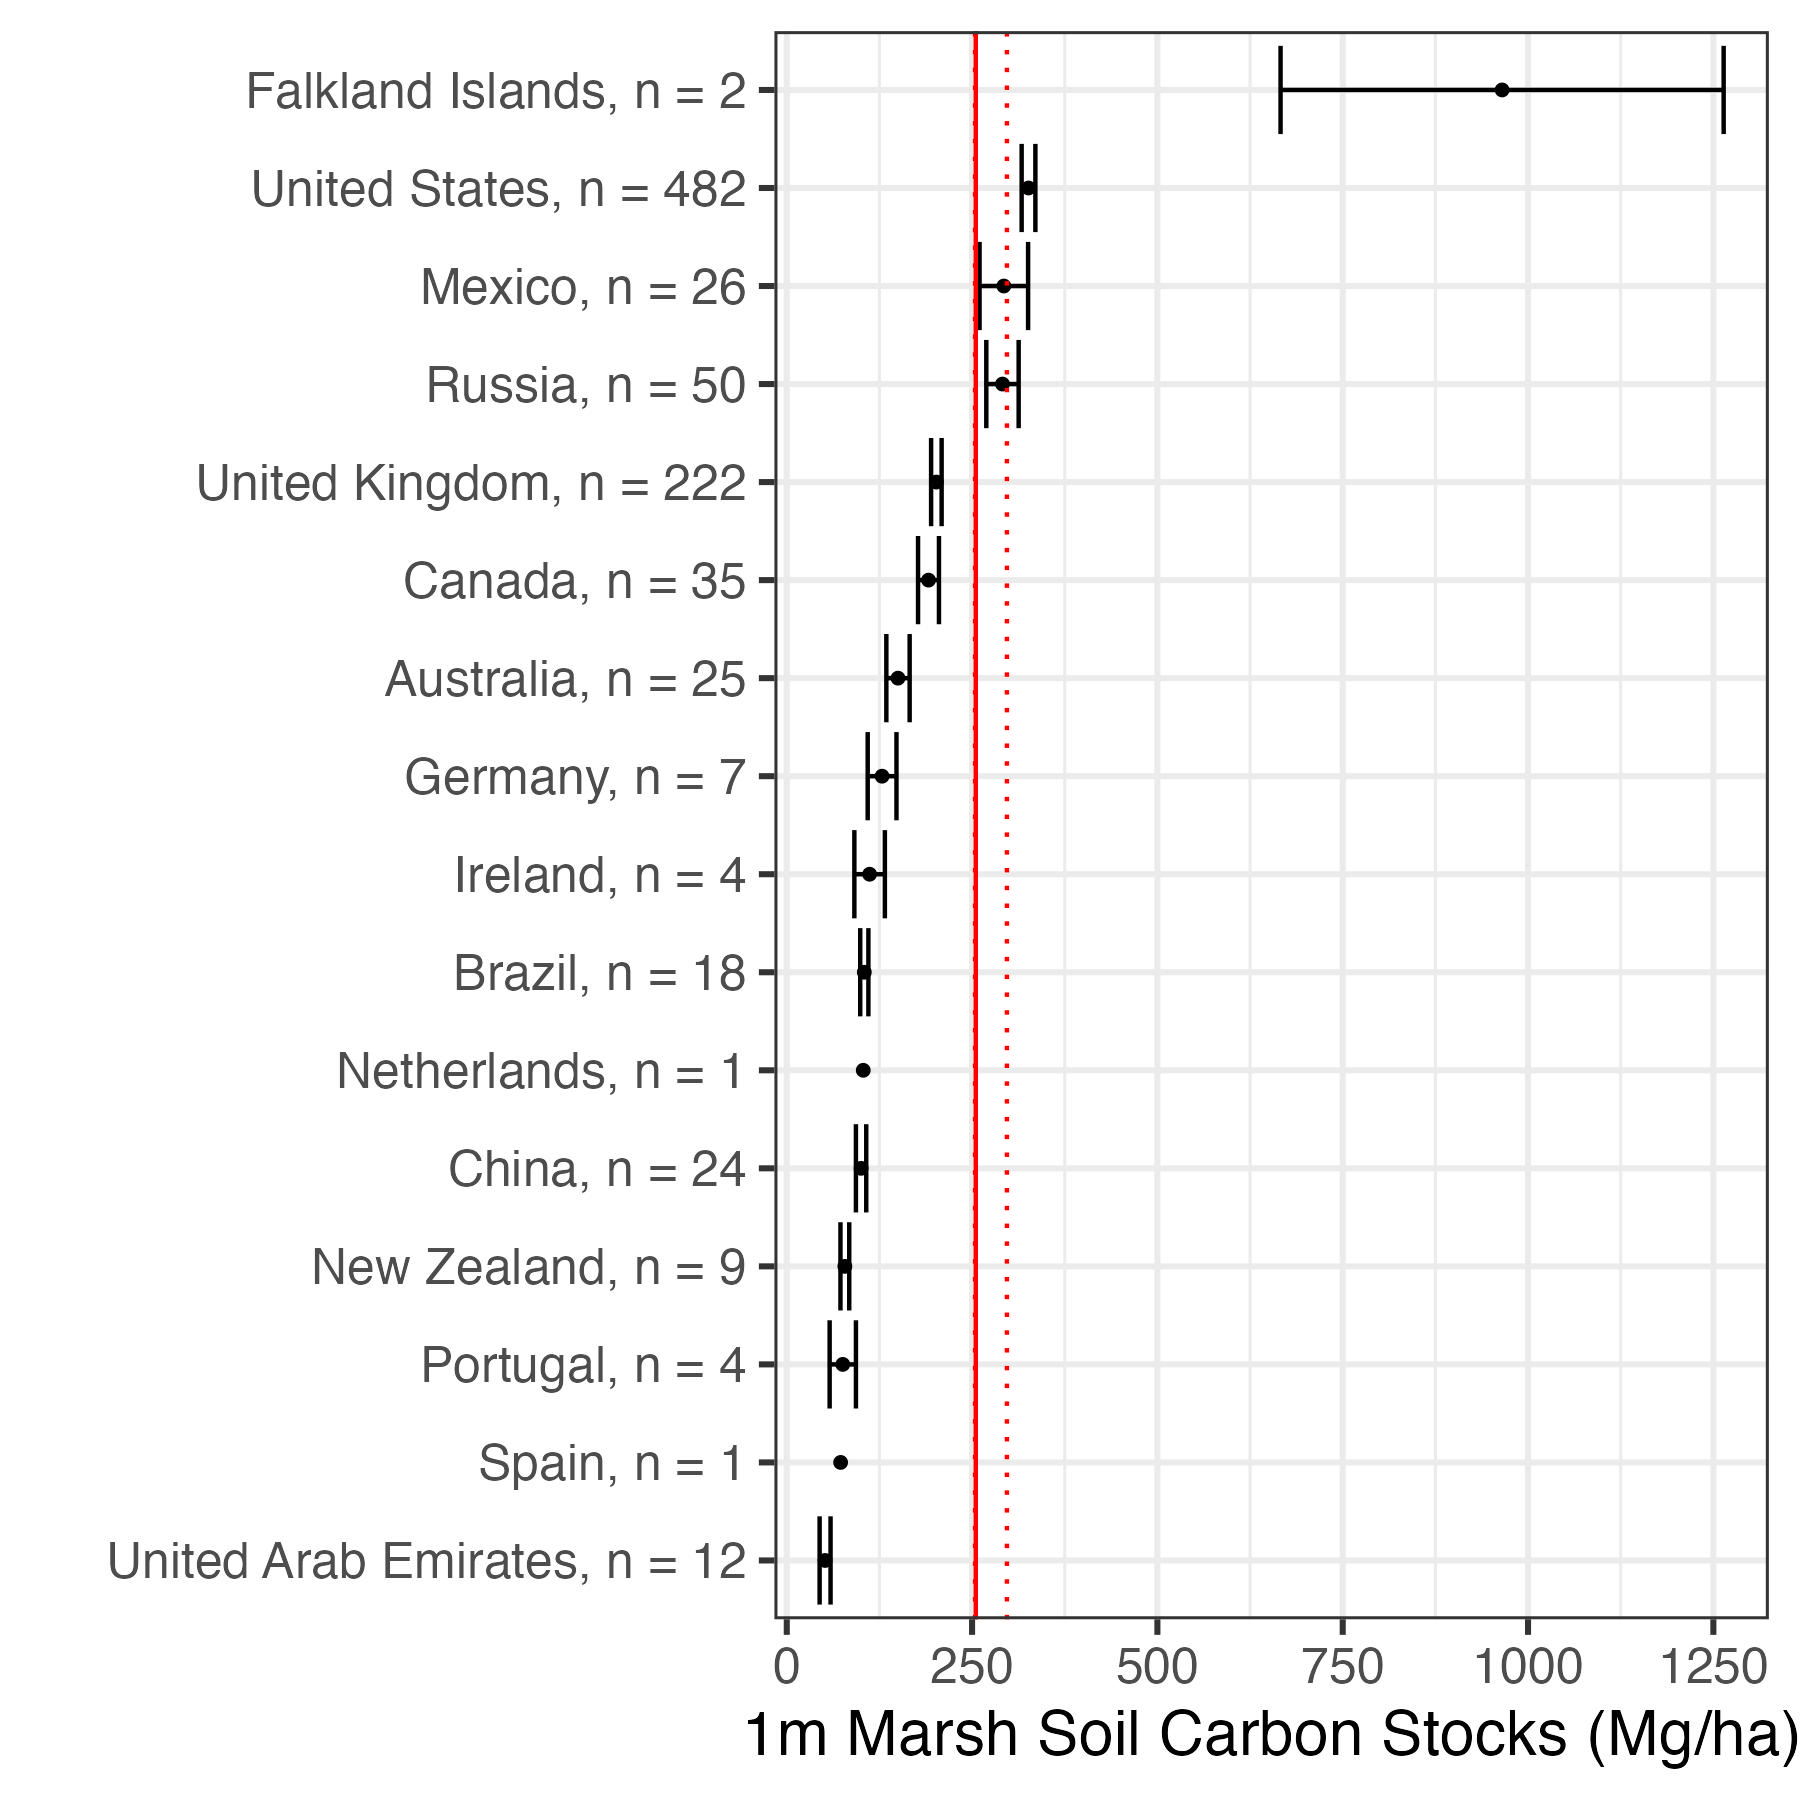 Falkland Islands, n = 2
United States, n = 482
Mexico, n = 26
Russia, n = 50
United Kingdom, n = 222
Canada, n = 35
Australia, n = 25
Germany, n = 7
Ireland, n = 4
Brazil, n = 18
Netherlands, n = 1
China, n = 24
New Zealand, n = 9
Portugal, n = 4
Spain, n = 1
United Arab Emirates, n = 12
0 250 500 750 1000 1250
1m Marsh Soil Carbon Stocks (Mg/ha)